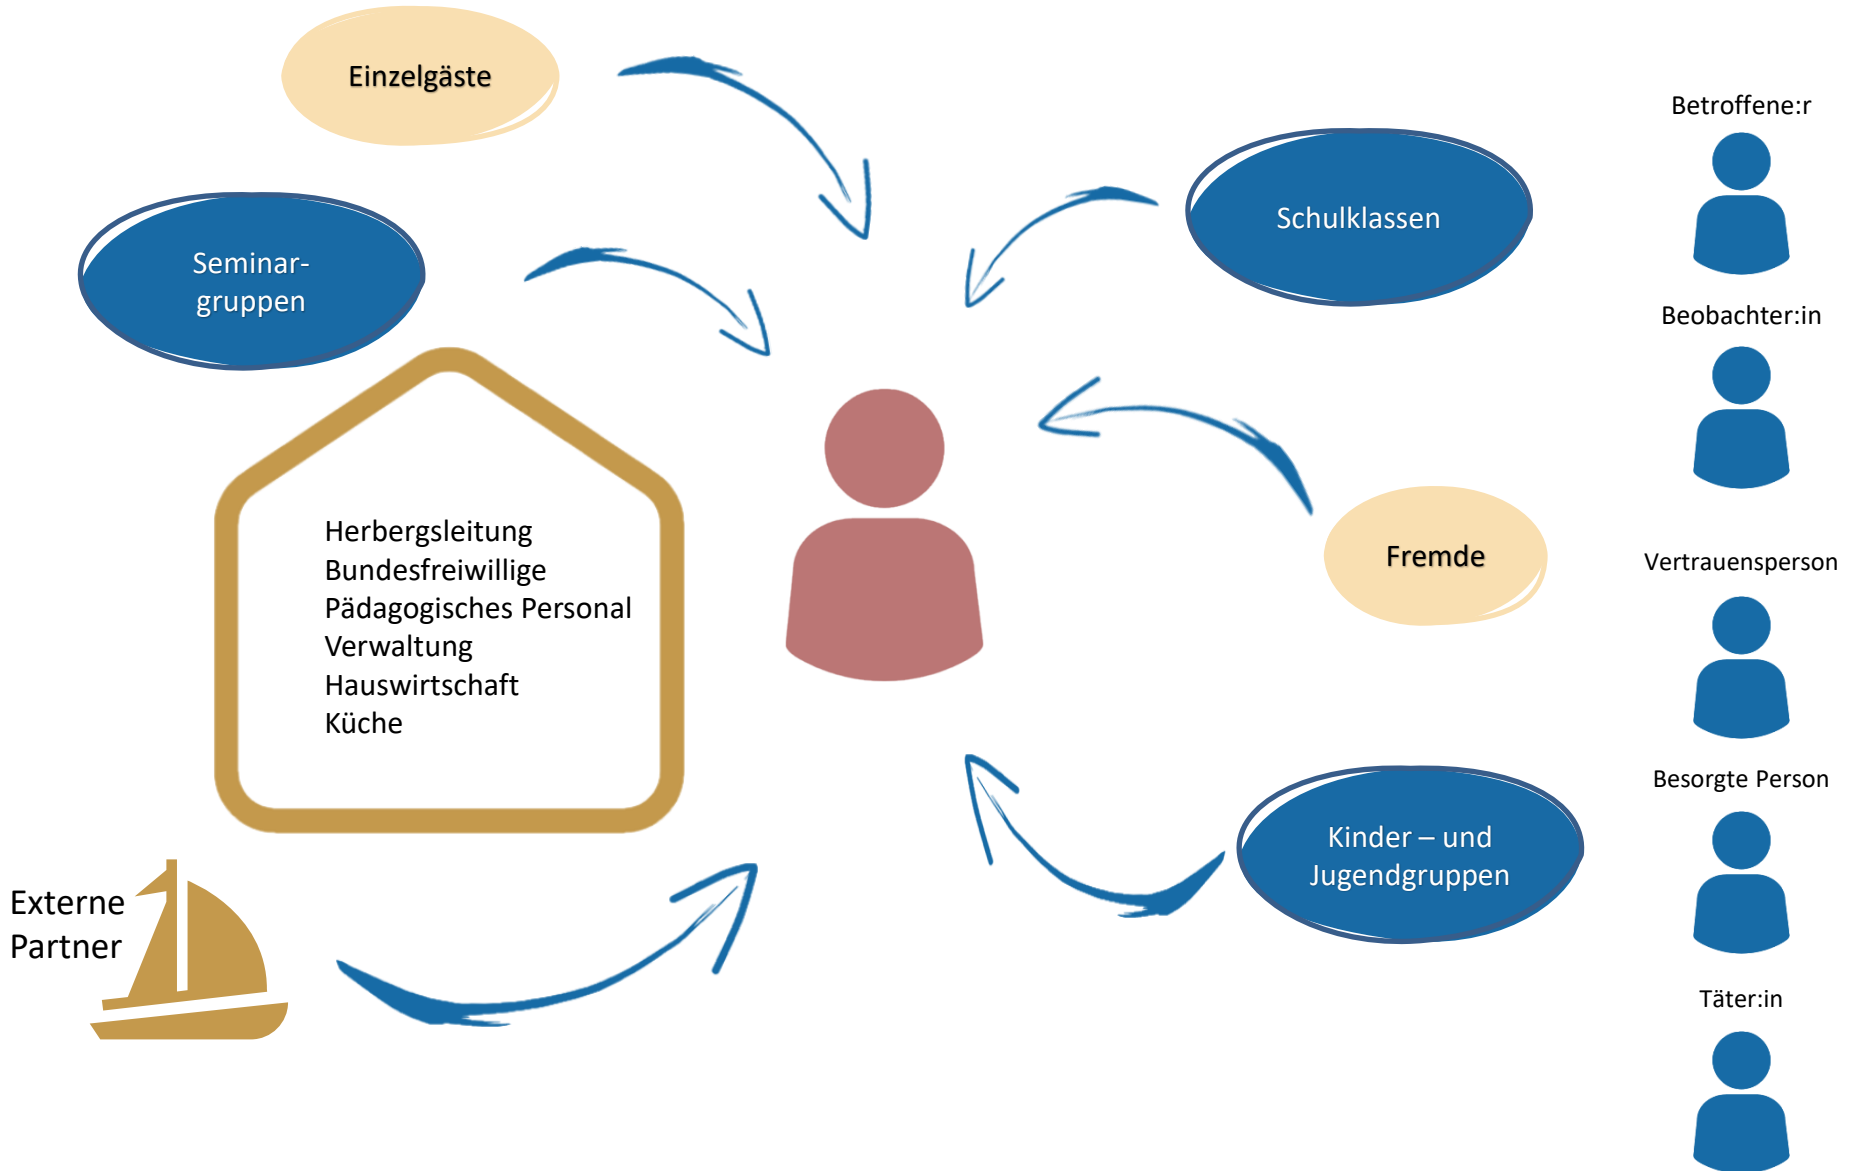 Einzelgäste
Seminar-
gruppen
Schulklassen
Fremde
Kinder – und
Jugendgruppen
Herbergsleitung
Bundesfreiwillige
Pädagogisches Personal
Verwaltung
Hauswirtschaft
Küche
Externe
Partner
Betroffene:r
Beobachter:in
Vertrauensperson
Besorgte Person
Täter:in